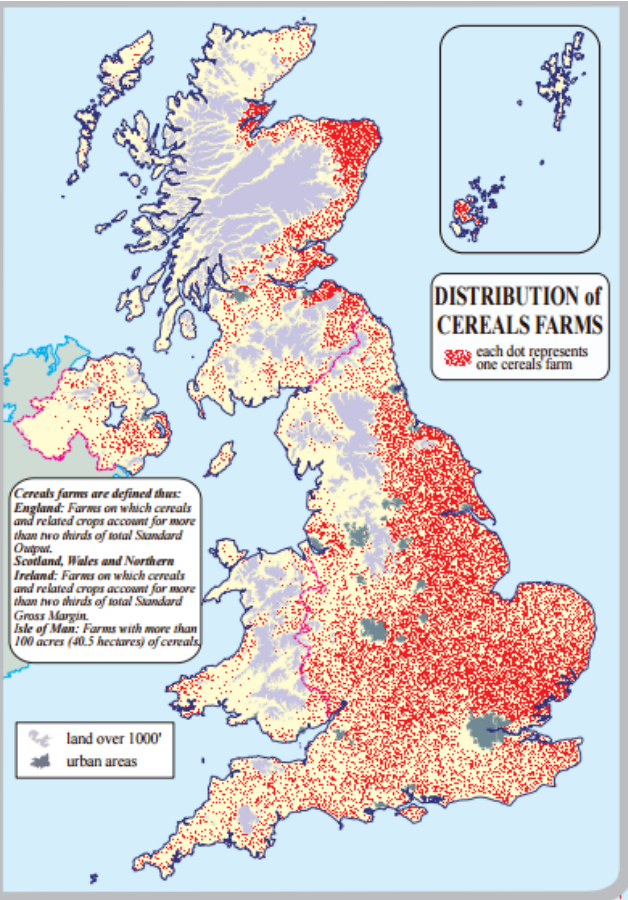 DISTRIBUTION of
CEREALS FARMS
each dot represents
one cereals farm
Cereals farms are defined thus:
England: Farms on which cereals
and related crops account for more
than two thirds of total Standard
Output.
Scotland, Wales and Northern
Ireland: Farms on which cereals
and related crops account for more
than two thirds of total Standard
Gross Margin.
Isle of Man: Farms with more than
100 acres (40.5 hectares) of cereals.
land over 1000'
urban areas